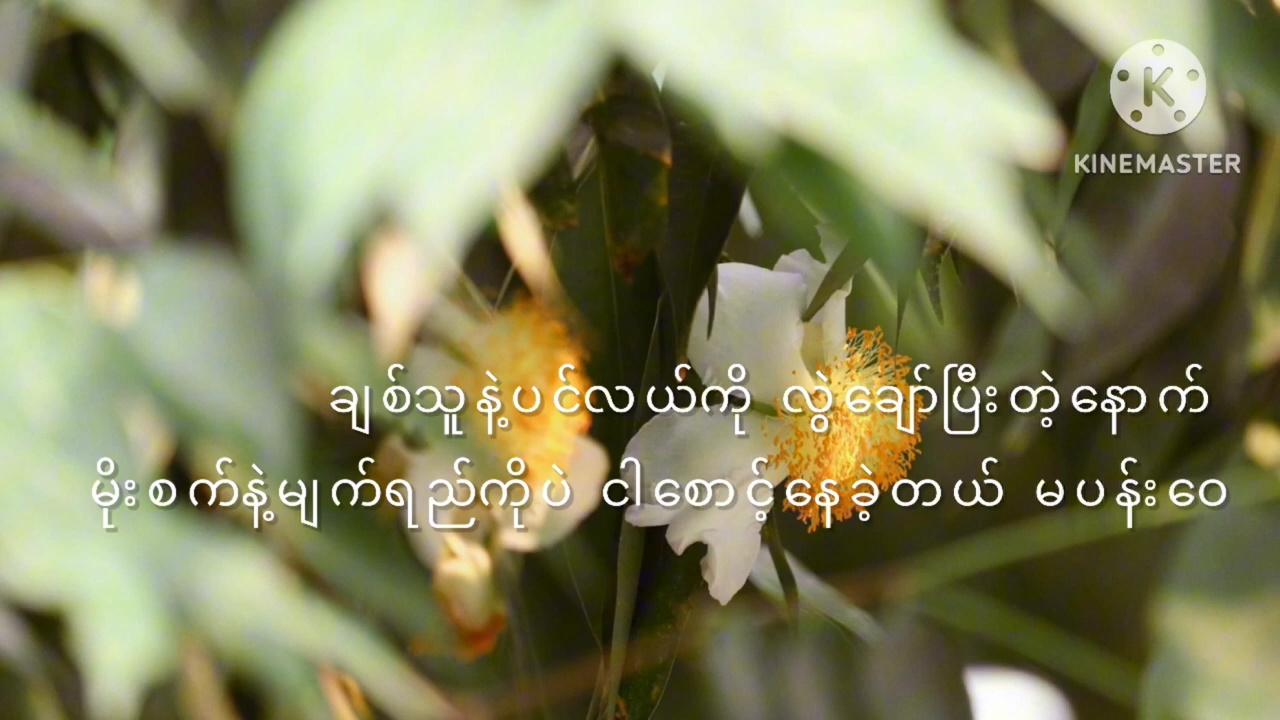 KINEMASTER
ချစ်သူနဲ့ပင်လယ်ကို လွဲချော်ပြီးတဲ့နောက်
မိုးစက်နဲ့မျက်ရည်ကိုပဲ ငါစောင့်နေခဲ့တယ် မပန်းဝေ